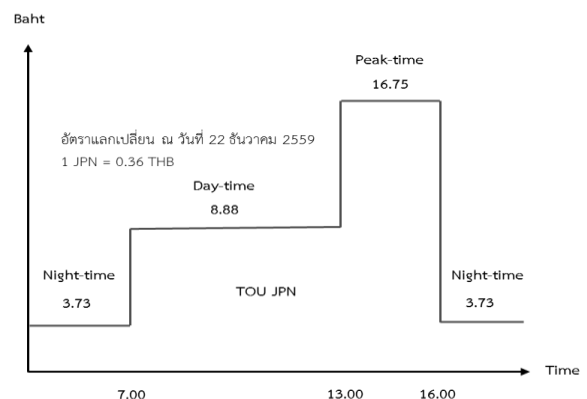 Baht
Peak-time
16.75
อัตราแลกเปลี่ยน ณ วันที่ 22 ธันวาคม 2559
1 JPN = 0.36 THB
Day-time
8.88
Night-time
3.73
TOU JPN
Night-time
3.73
Time
7.00
13.00
16.00